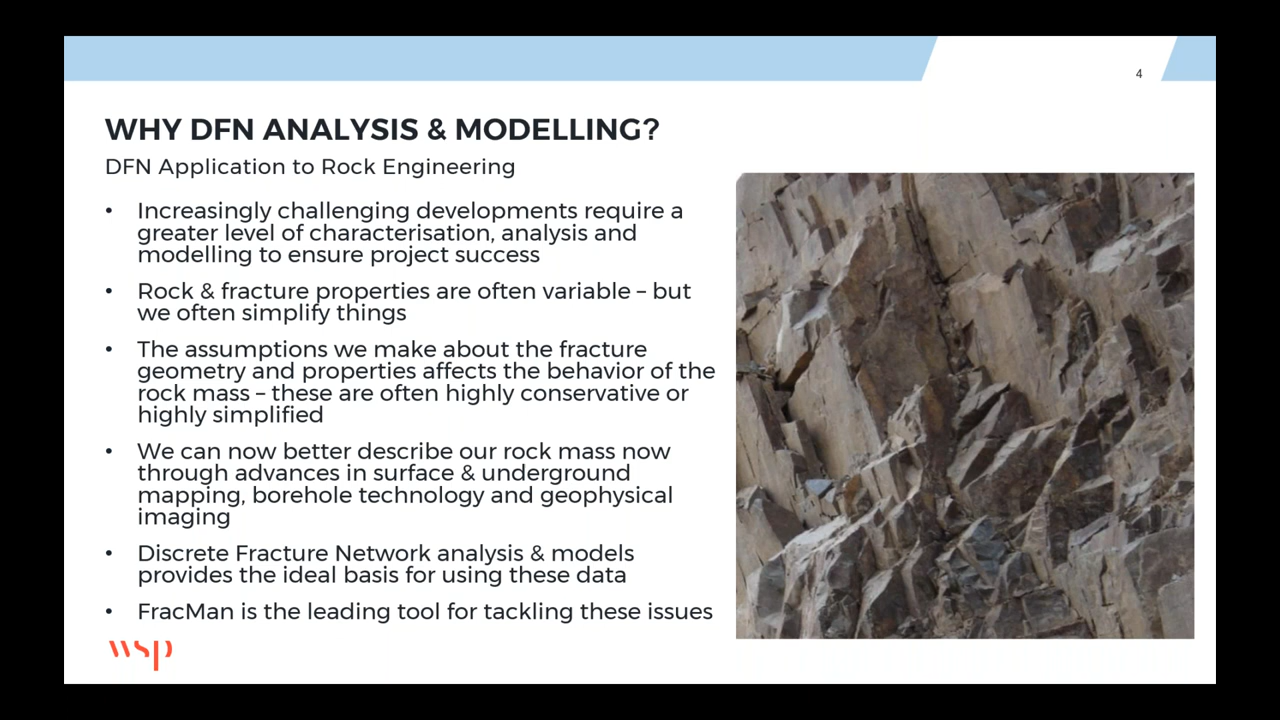 4
WHY DFN ANALYSIS & MODELLING?
DFN Application to Rock Engineering
• Increasingly challenging developments require a
greater level of characterisation, analysis and
modelling to ensure project success
• Rock & fracture properties are often variable – but
we often simplify things
• The assumptions we make about the fracture
geometry and properties affects the behavior of the
rock mass – these are often highly conservative or
highly simplified
• We can now better describe our rock mass now
through advances in surface & underground
mapping, borehole technology and geophysical
imaging
• Discrete Fracture Network analysis & models
provides the ideal basis for using these data
• FracMan is the leading tool for tackling these issues
wsp